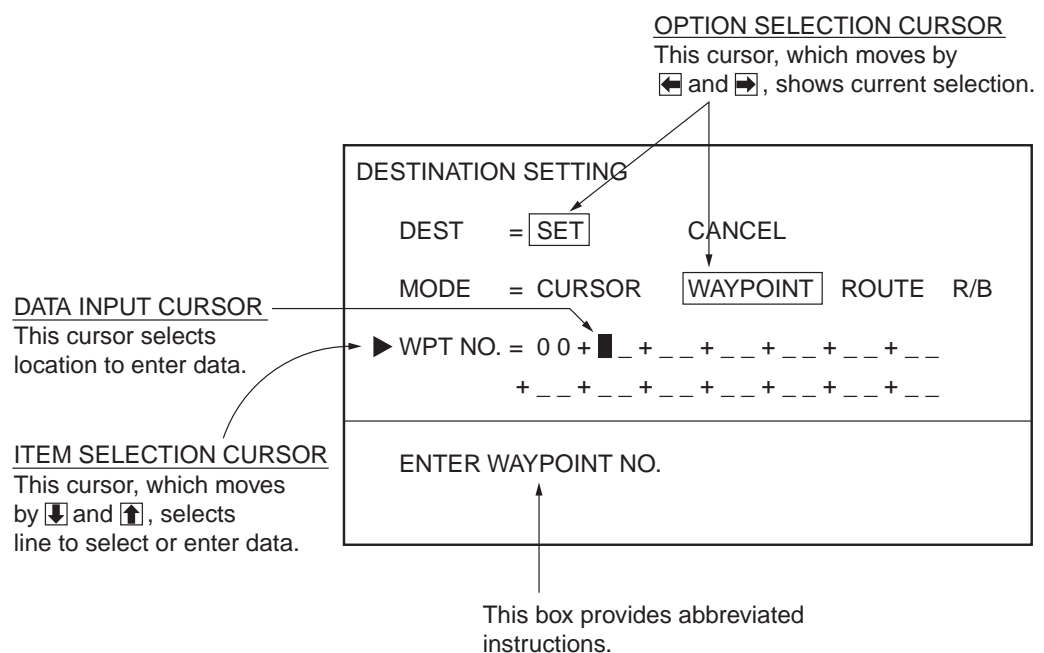 OPTION SELECTION CURSOR
This cursor, which moves by
← and → , shows current selection.
DESTINATION SETTING
DEST = SET CANCEL
MODE = CURSOR WAYPOINT ROUTE R/B
DATA INPUT CURSOR
This cursor selects
location to enter data.
▶ WPT NO. = 0 0 + █ _ + _ _ + _ _ + _ _ + _ _ + _ _
+ _ _ + _ _ + _ _ + _ _ + _ _ + _ _ + _ _
ITEM SELECTION CURSOR
This cursor, which moves
by ↓ and ↑ , selects
line to select or enter data.
ENTER WAYPOINT NO.
This box provides abbreviated
instructions.